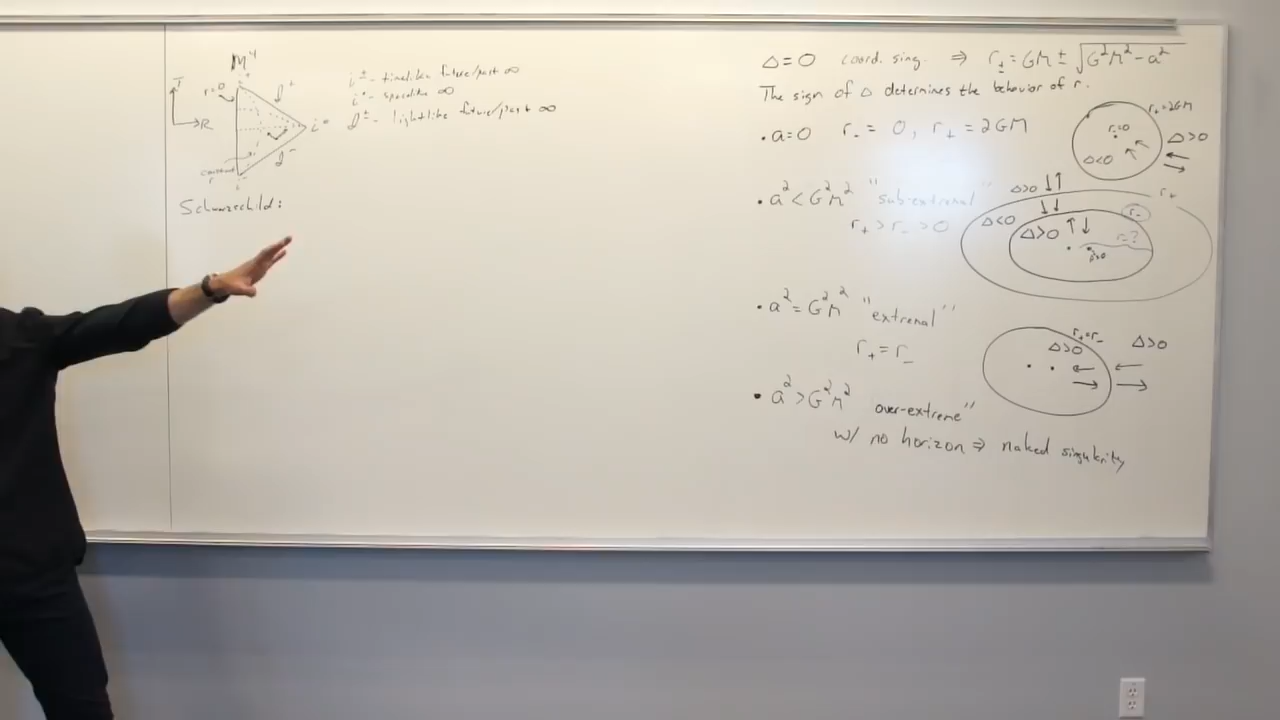 M⁴
i⁺
r=0
T
R
𝓘⁺
i⁰
𝓘⁻
constant r
i⁻
i± - timelike future/past ∞
i⁰ - spacelike ∞
𝓘± - lightlike future/past ∞
Schwarzschild:
Δ=0 coord. sing. ⇒ r± = GM ± √G²M²-a²
The sign of Δ determines the behavior of r.
• a=0 r₋ = 0, r₊ = 2GM
r₊=2GM
r=0
Δ<0
Δ>0
• a² < G²M² "sub-extremal"
r₊ > r₋ > 0
Δ>0
r₊
Δ<0
r₋
Δ>0
r=?
• a² = G²M² "extremal"
r₊ = r₋
r₊=r₋
Δ>0
Δ>0
• a² > G²M² over-extreme"
w/ no horizon ⇒ naked singularity